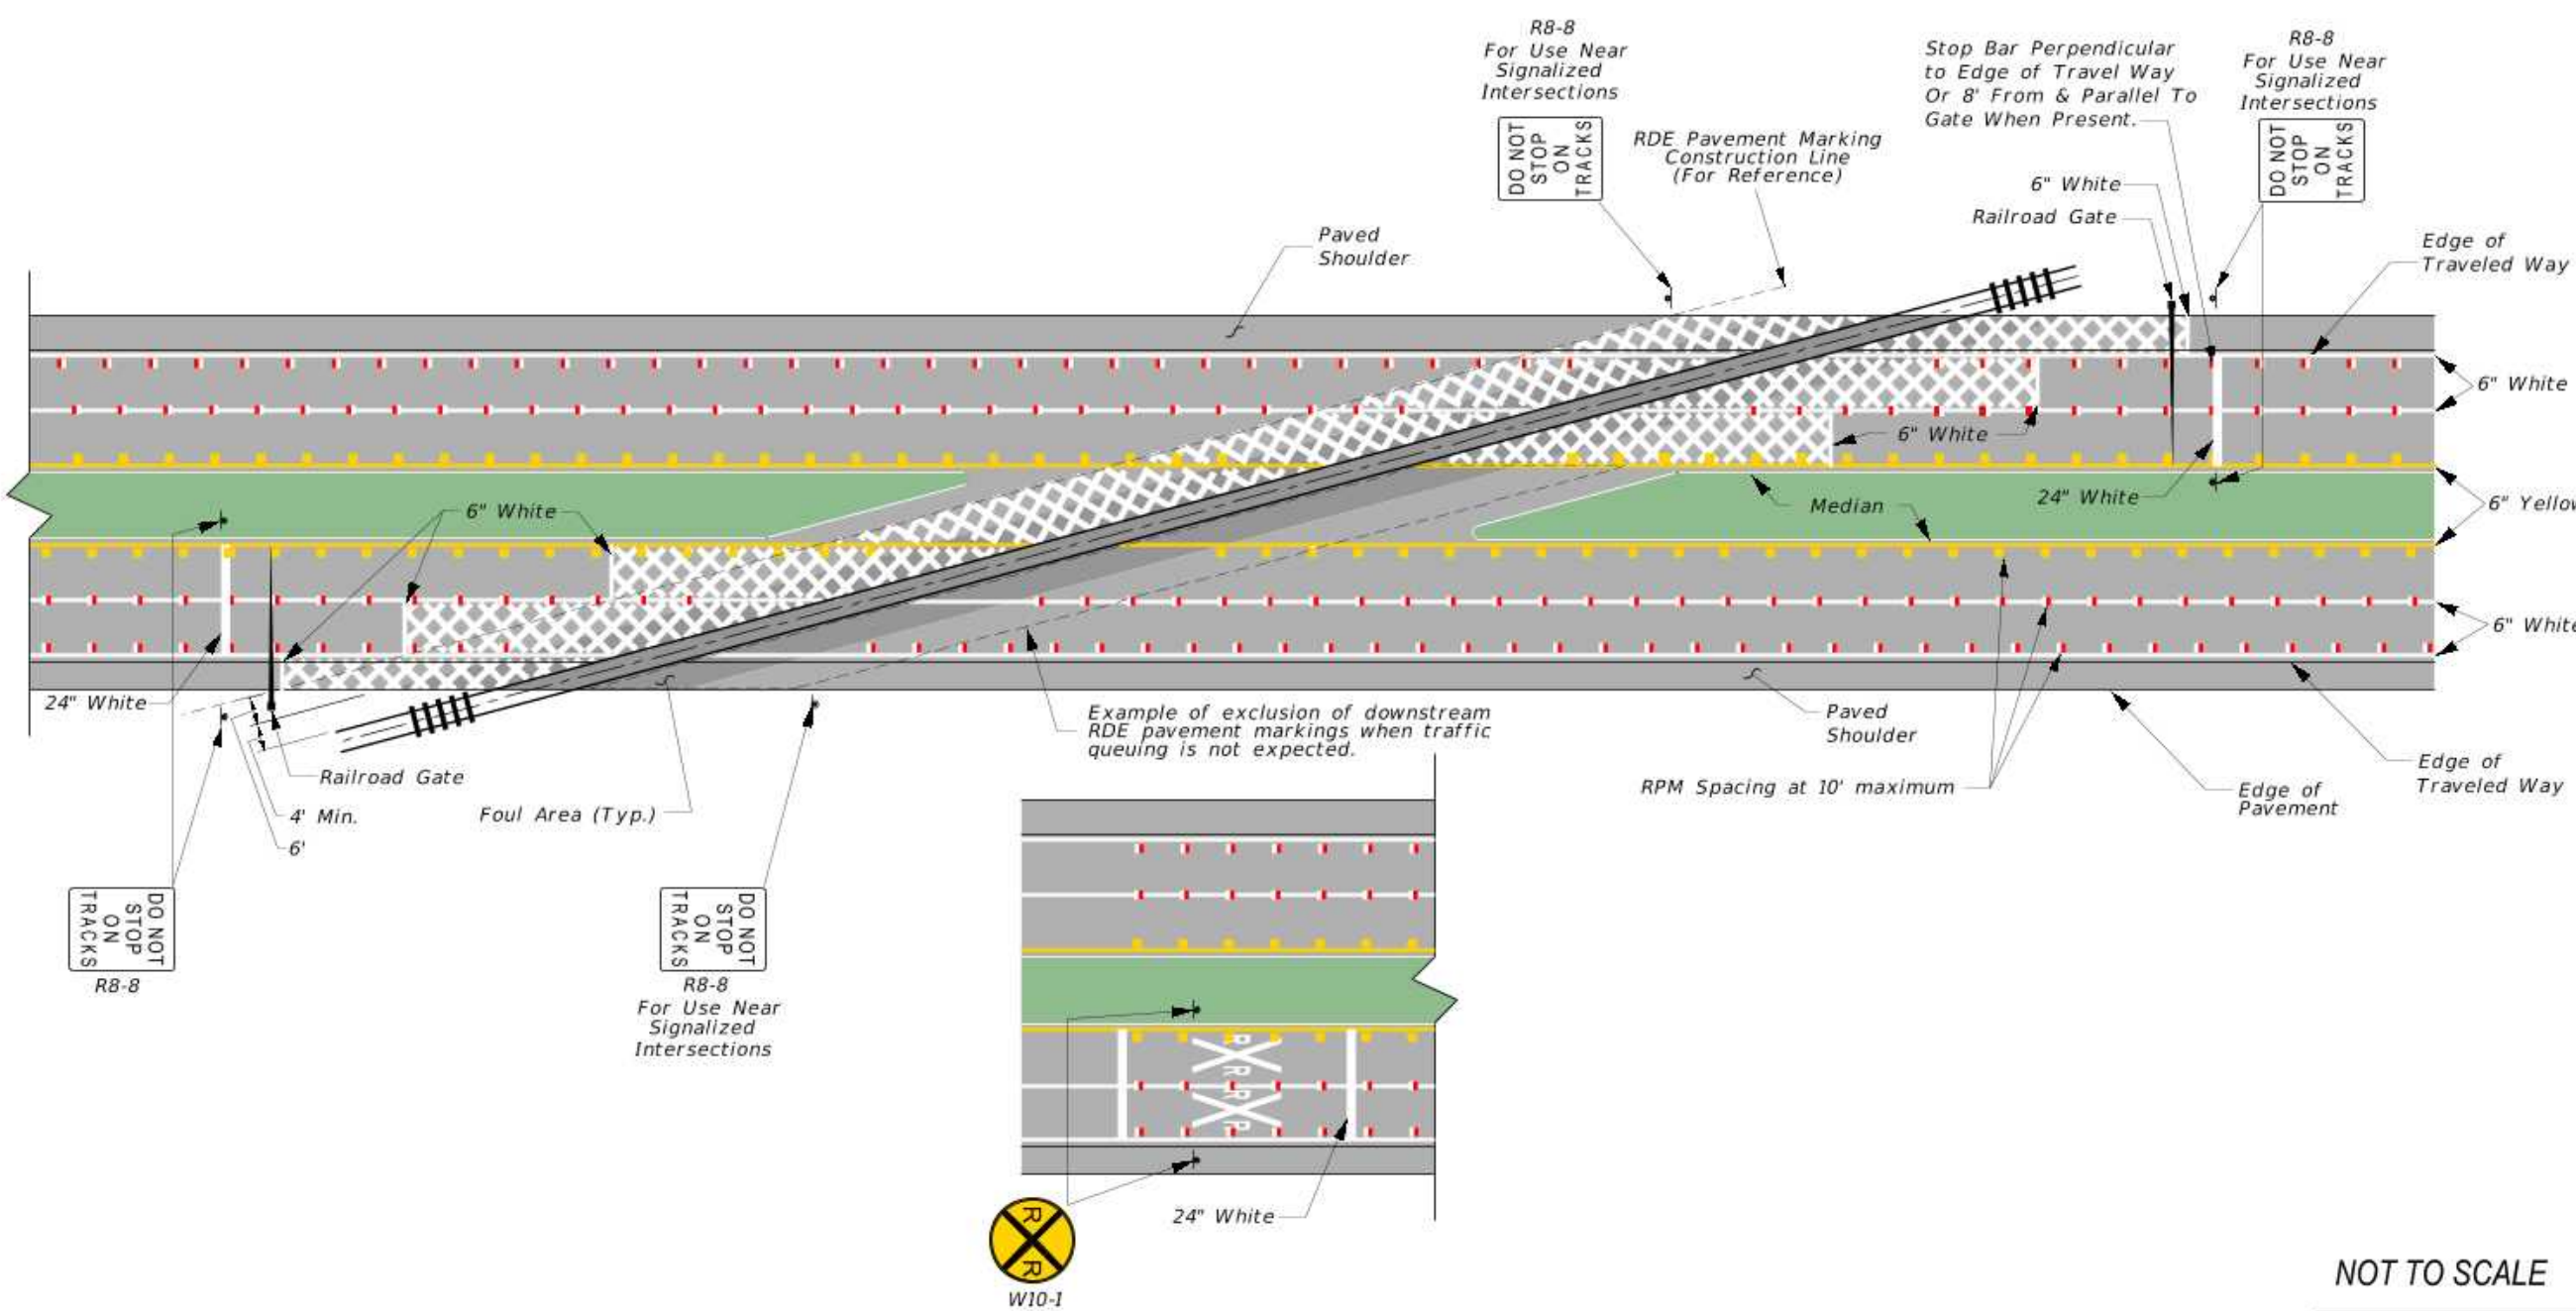 R8-8
For Use Near
Signalized
Intersections
DO NOT
STOP
ON
TRACKS
RDE Pavement Marking
Construction Line
(For Reference)
Stop Bar Perpendicular
to Edge of Travel Way
Or 8' From & Parallel To
Gate When Present.
R8-8
For Use Near
Signalized
Intersections
DO NOT
STOP
ON
TRACKS
6" White
Railroad Gate
Paved
Shoulder
Edge of
Traveled Way
6" White
6" White
Median
24" White
6" Yellow
6" White
6" White
24" White
Railroad Gate
4' Min.
6'
Foul Area (Typ.)
Example of exclusion of downstream
RDE pavement markings when traffic
queuing is not expected.
Paved
Shoulder
RPM Spacing at 10' maximum
Edge of
Pavement
Edge of
Traveled Way
DO NOT
STOP
ON
TRACKS
R8-8
DO NOT
STOP
ON
TRACKS
R8-8
For Use Near
Signalized
Intersections
R R
R R
24" White
R R
W10-1
NOT TO SCALE